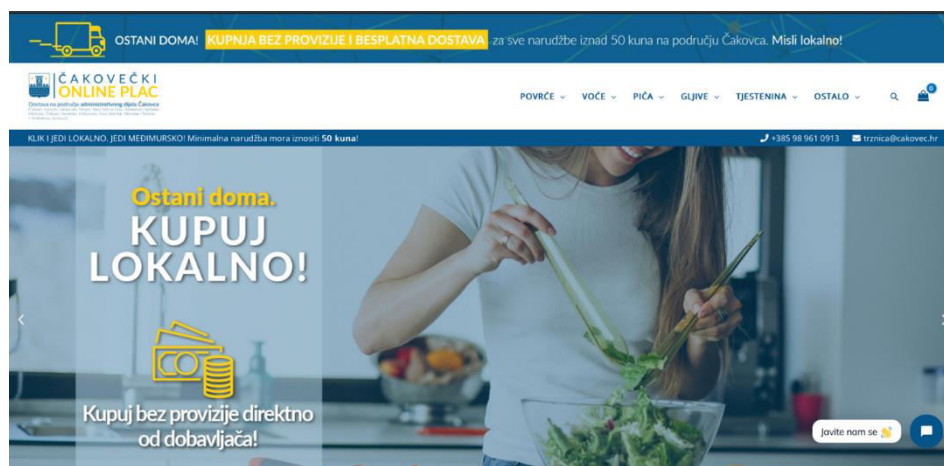 OSTANI DOMA! KUPNJA BEZ PROVIZIJE I BESPLATNA DOSTAVA za sve narudžbe iznad 50 kuna na području Čakovca. Misli lokalno!
ČAKOVEČKI
ONLINE PLAC
Dostava na području administrativnog dijela Čakovca
POVRĆE VOĆE PIĆA GLJIVE TJESTENINA OSTALO 0
KLIK I JEDI LOKALNO. JEDI MEĐIMURSKO! Minimalna narudžba mora iznositi 50 kuna! +385 98 961 0913 trznica@cakovec.hr
Ostani doma.
KUPUJ
LOKALNO!
Kupuj bez provizije direktno
od dobavljača!
Javite nam se